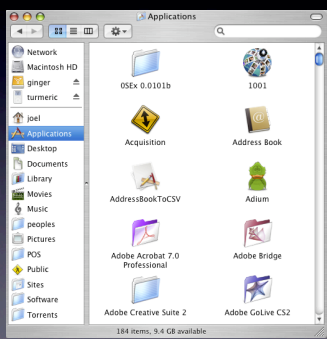 Applications
Network
Macintosh HD
ginger
turmeric
joel
Applications
Desktop
Documents
Library
Movies
Music
peoples
Pictures
POS
Public
Sites
Software
Torrents
OSEx 0.0101b
1001
Acquisition
Address Book
AddressBookToCSV
Adium
Adobe Acrobat 7.0
Professional
Adobe Bridge
Adobe Creative Suite 2
Adobe GoLive CS2
184 items, 9.4 GB available